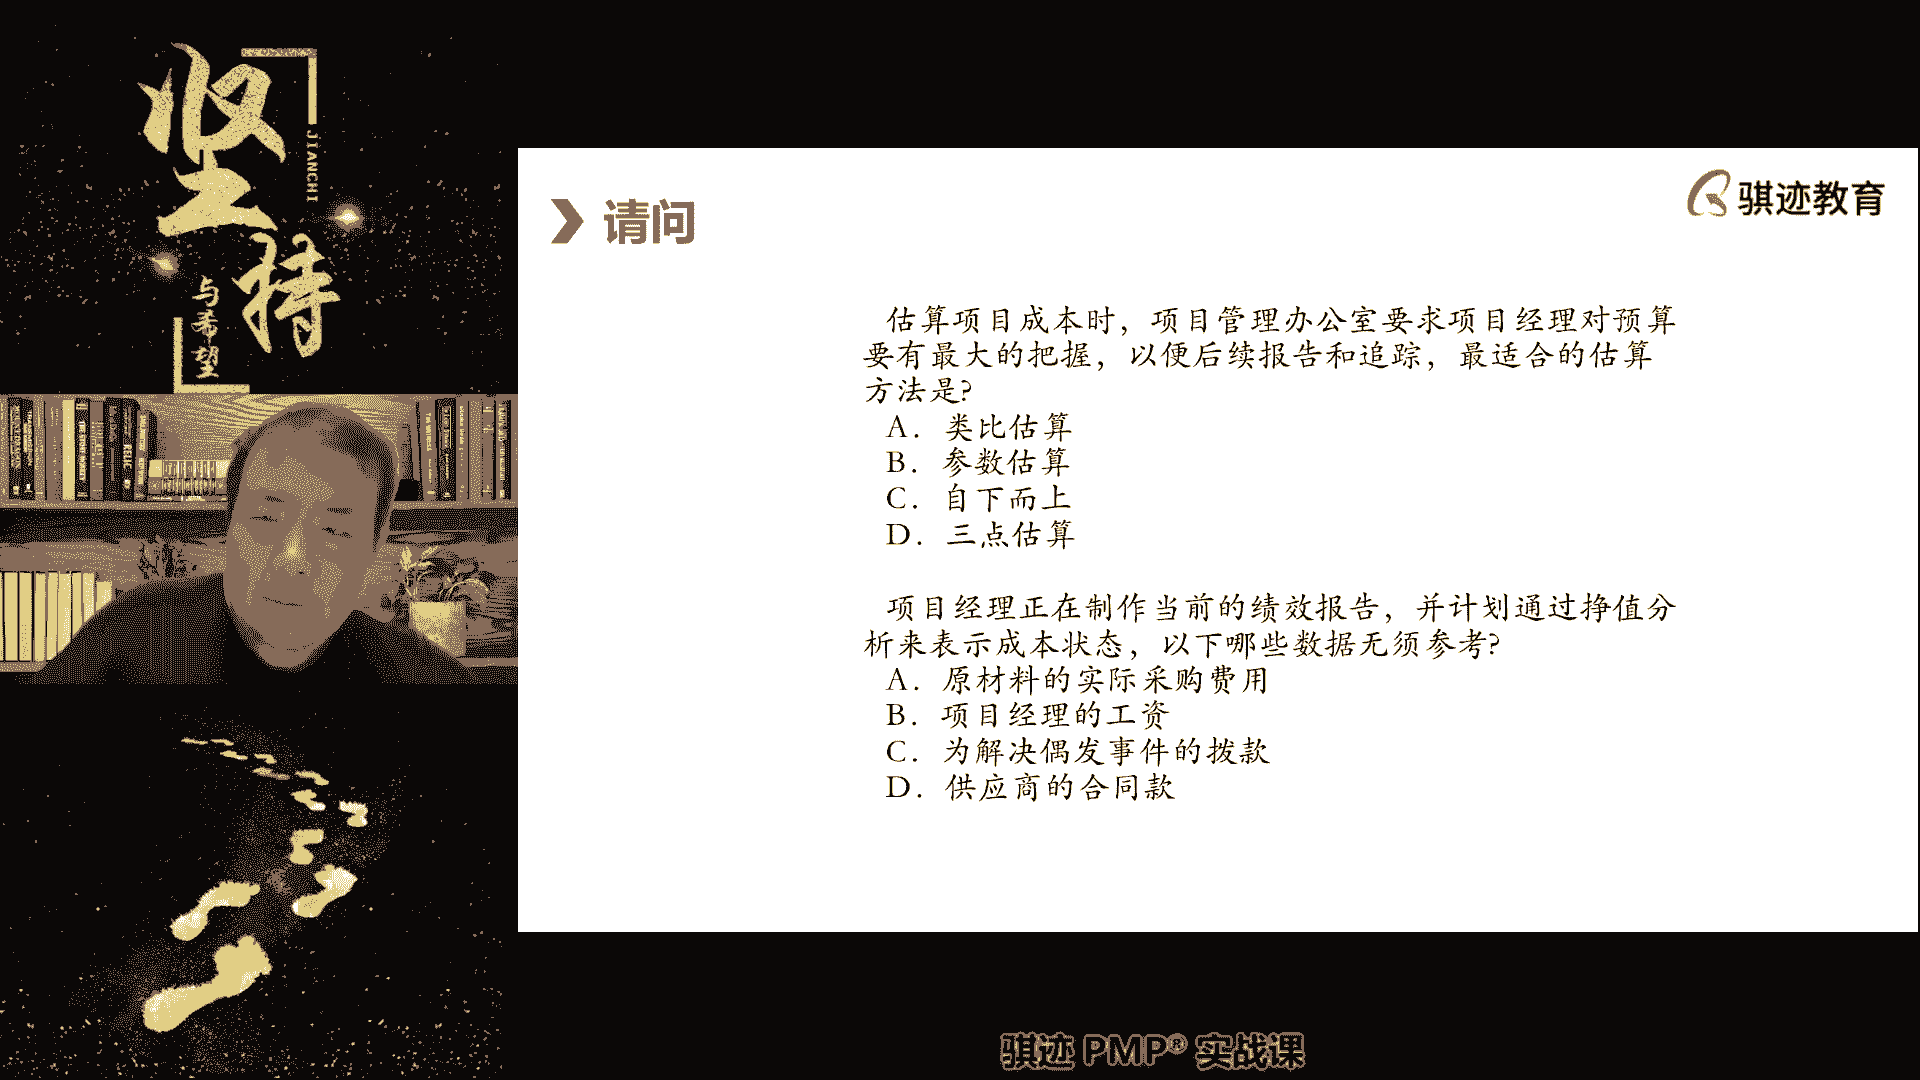 坚持
JIANCHI
与希望
骐迹教育
请问
估算项目成本时，项目管理办公室要求项目经理对预算
要有最大的把握，以便后续报告和追踪，最适合的估算
方法是?
A. 类比估算
B. 参数估算
C. 自下而上
D. 三点估算
项目经理正在制作当前的绩效报告，并计划通过挣值分
析来表示成本状态，以下哪些数据无须参考?
A. 原材料的实际采购费用
B. 项目经理的工资
C. 为解决偶发事件的拨款
D. 供应商的合同款
骐迹 PMP® 实战课